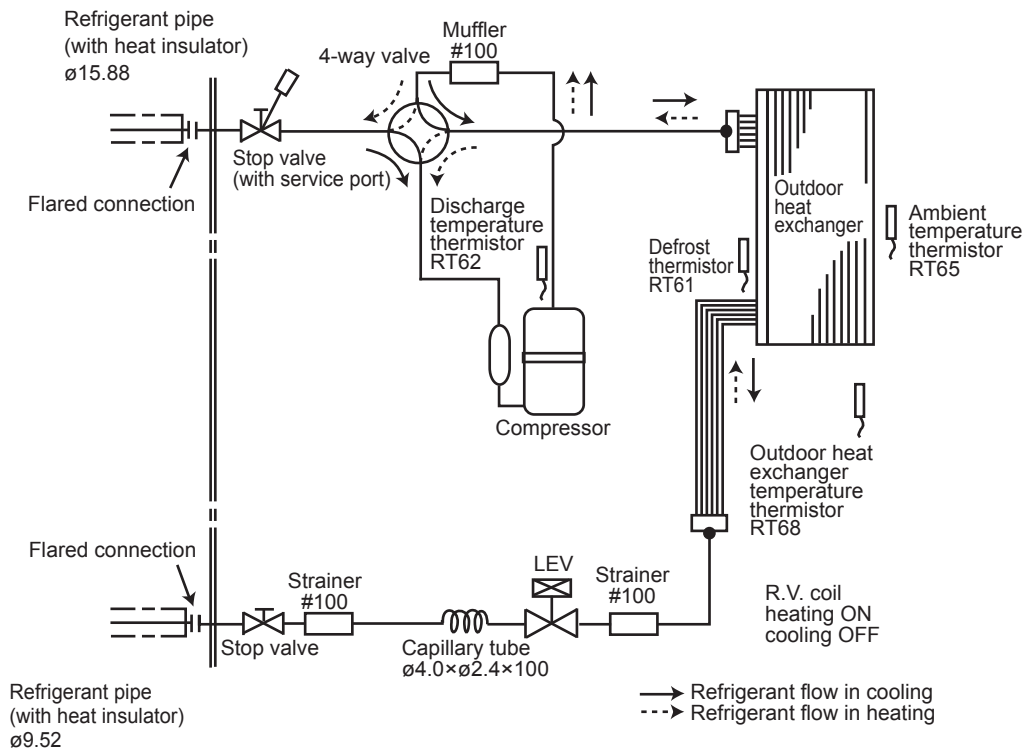 Refrigerant pipe
(with heat insulator)
ø15.88
4-way valve
Muffler
#100
Stop valve
(with service port)
Flared connection
Discharge
temperature
thermistor
RT62
Outdoor
heat
exchanger
Ambient
temperature
thermistor
RT65
Defrost
thermistor
RT61
Compressor
Outdoor heat
exchanger
temperature
thermistor
RT68
Flared connection
Strainer
#100
LEV
Strainer
#100
R.V. coil
heating ON
cooling OFF
Stop valve
Capillary tube
ø4.0×ø2.4×100
Refrigerant pipe
(with heat insulator)
ø9.52
Refrigerant flow in cooling
Refrigerant flow in heating